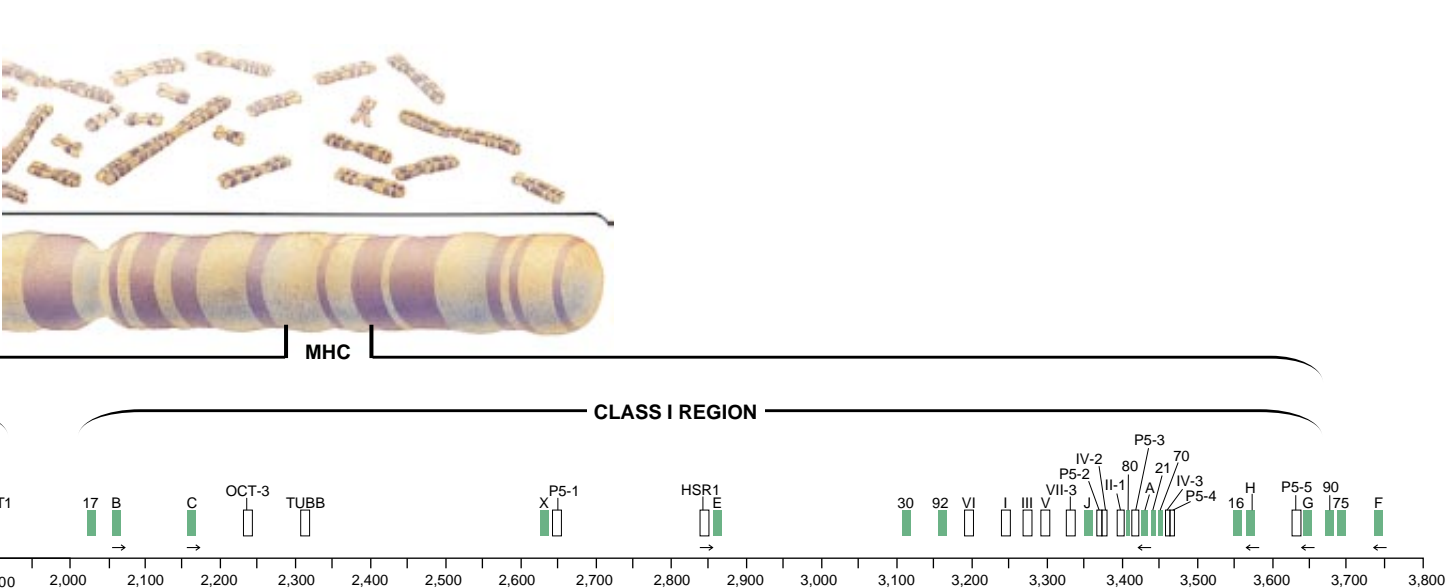 MHC
CLASS I REGION
P5-3
IV-2 80 21 70
P5-2 II-1 A IV-3
VII-3 P5-4
T1 17 B C OCT-3 TUBB X P5-1 HSR1 E 30 92 VI I III V J 16 H P5-5 G 90 75 F
00 2,000 2,100 2,200 2,300 2,400 2,500 2,600 2,700 2,800 2,900 3,000 3,100 3,200 3,300 3,400 3,500 3,600 3,700 3,8